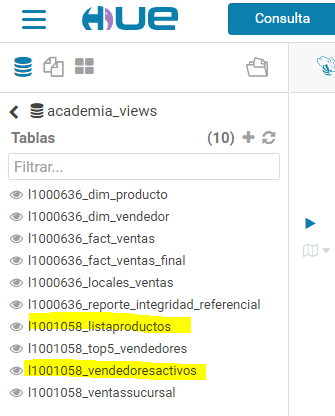 HUE
Consulta
academia_views
Tablas (10)
Filtrar...
l1000636_dim_producto
l1000636_dim_vendedor
l1000636_fact_ventas
l1000636_fact_ventas_final
l1000636_locales_ventas
l1000636_reporte_integridad_referencial
l1001058_listaproductos
l1001058_top5_vendedores
l1001058_vendedoresactivos
l1001058_ventassucursal